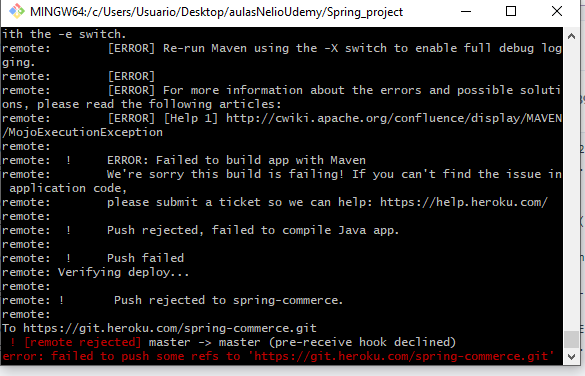 MINGW64:/c/Users/Usuario/Desktop/aulasNelioUdemy/Spring_project
ith the -e switch.
remote:        [ERROR] Re-run Maven using the -X switch to enable full debug log
ging.
remote:        [ERROR]
remote:        [ERROR] For more information about the errors and possible soluti
ons, please read the following articles:
remote:        [ERROR] [Help 1] http://cwiki.apache.org/confluence/display/MAVEN
/MojoExecutionException
remote:
remote:  !     ERROR: Failed to build app with Maven
remote:        We're sorry this build is failing! If you can't find the issue in
 application code,
remote:        please submit a ticket so we can help: https://help.heroku.com/
remote:
remote:  !     Push rejected, failed to compile Java app.
remote:
remote:  !     Push failed
remote: Verifying deploy...
remote:
remote: !       Push rejected to spring-commerce.
remote:
To https://git.heroku.com/spring-commerce.git
 ! [remote rejected] master -> master (pre-receive hook declined)
error: failed to push some refs to 'https://git.heroku.com/spring-commerce.git'